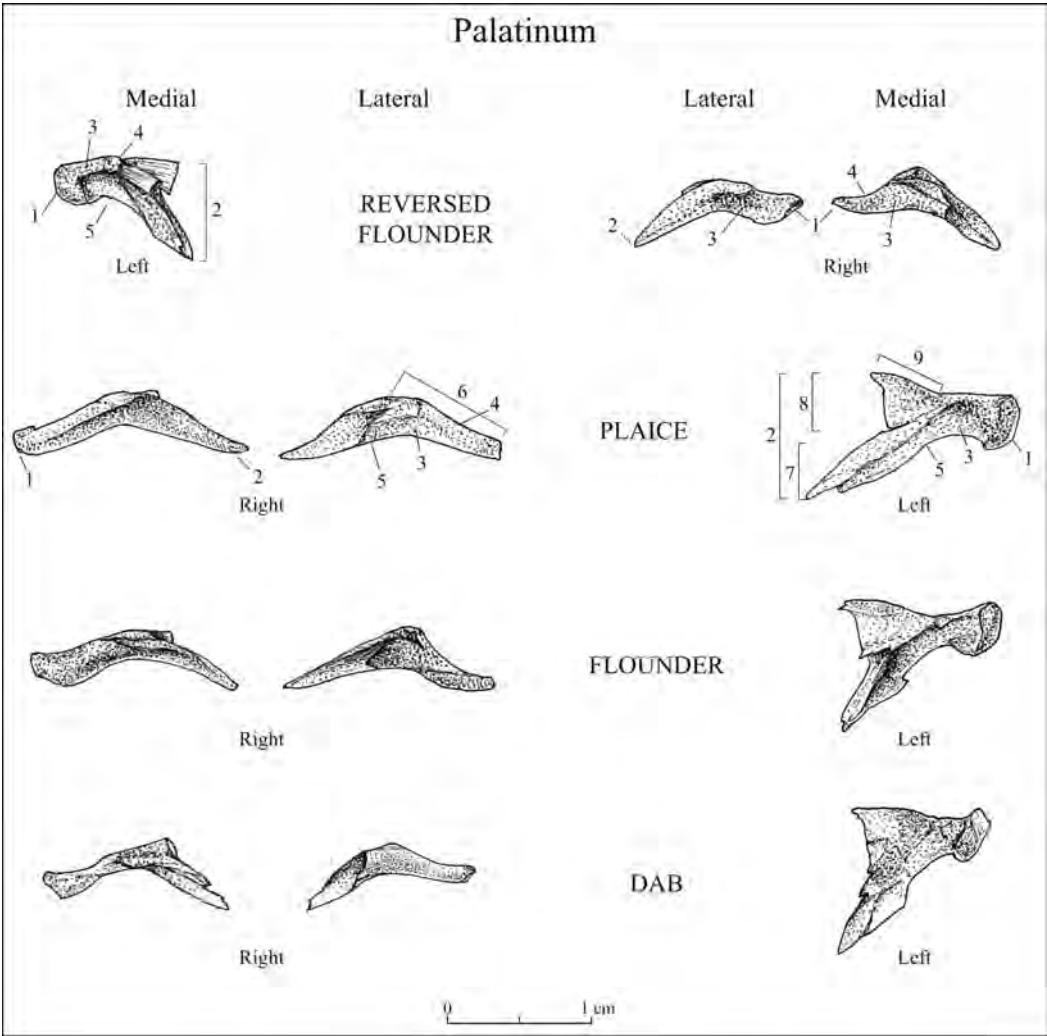 Palatinum
Medial Lateral Lateral Medial
3 4
1 2
5
Left
REVERSED
FLOUNDER
4
2 1
3 3
Right
6
4
1 2 5 3
Right
PLAICE
9
8
2
7
5 3 1
Left
Right
FLOUNDER
Left
Right
DAB
Left
0 1 cm